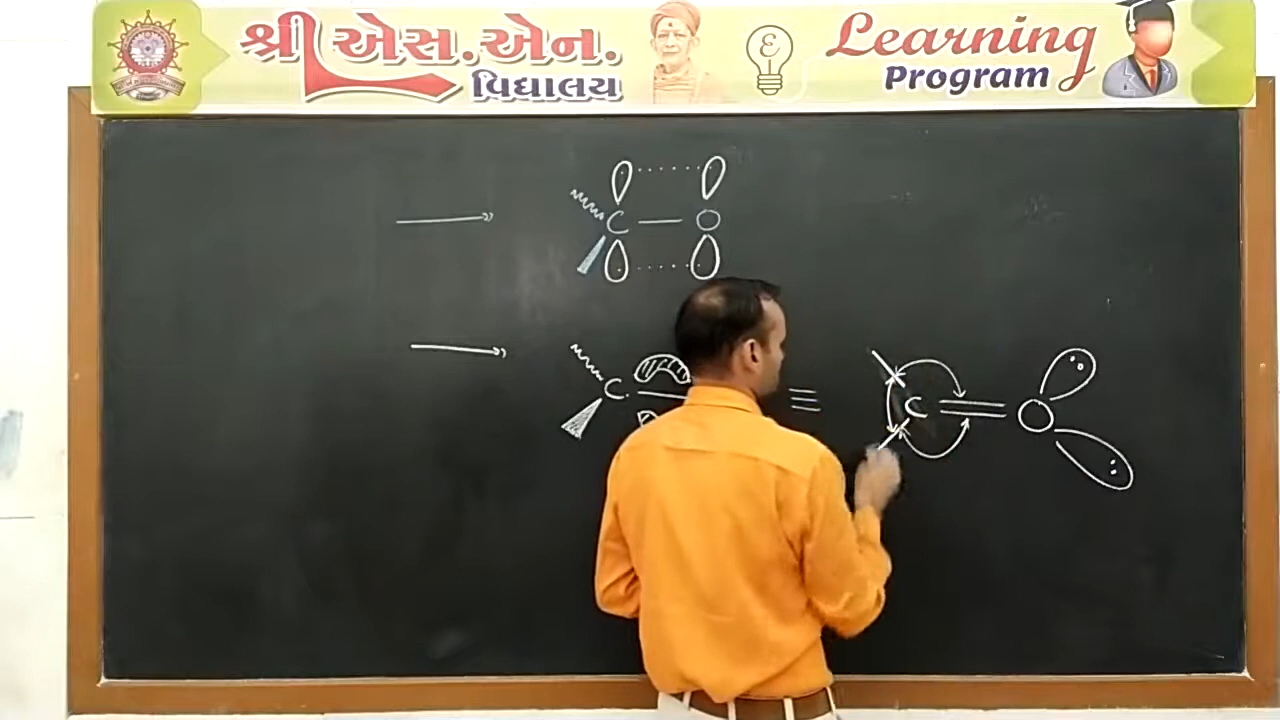 શ્રી એસ.એન. Learning
વિદ્યાલય Program
C — O
C. ≡ C = O